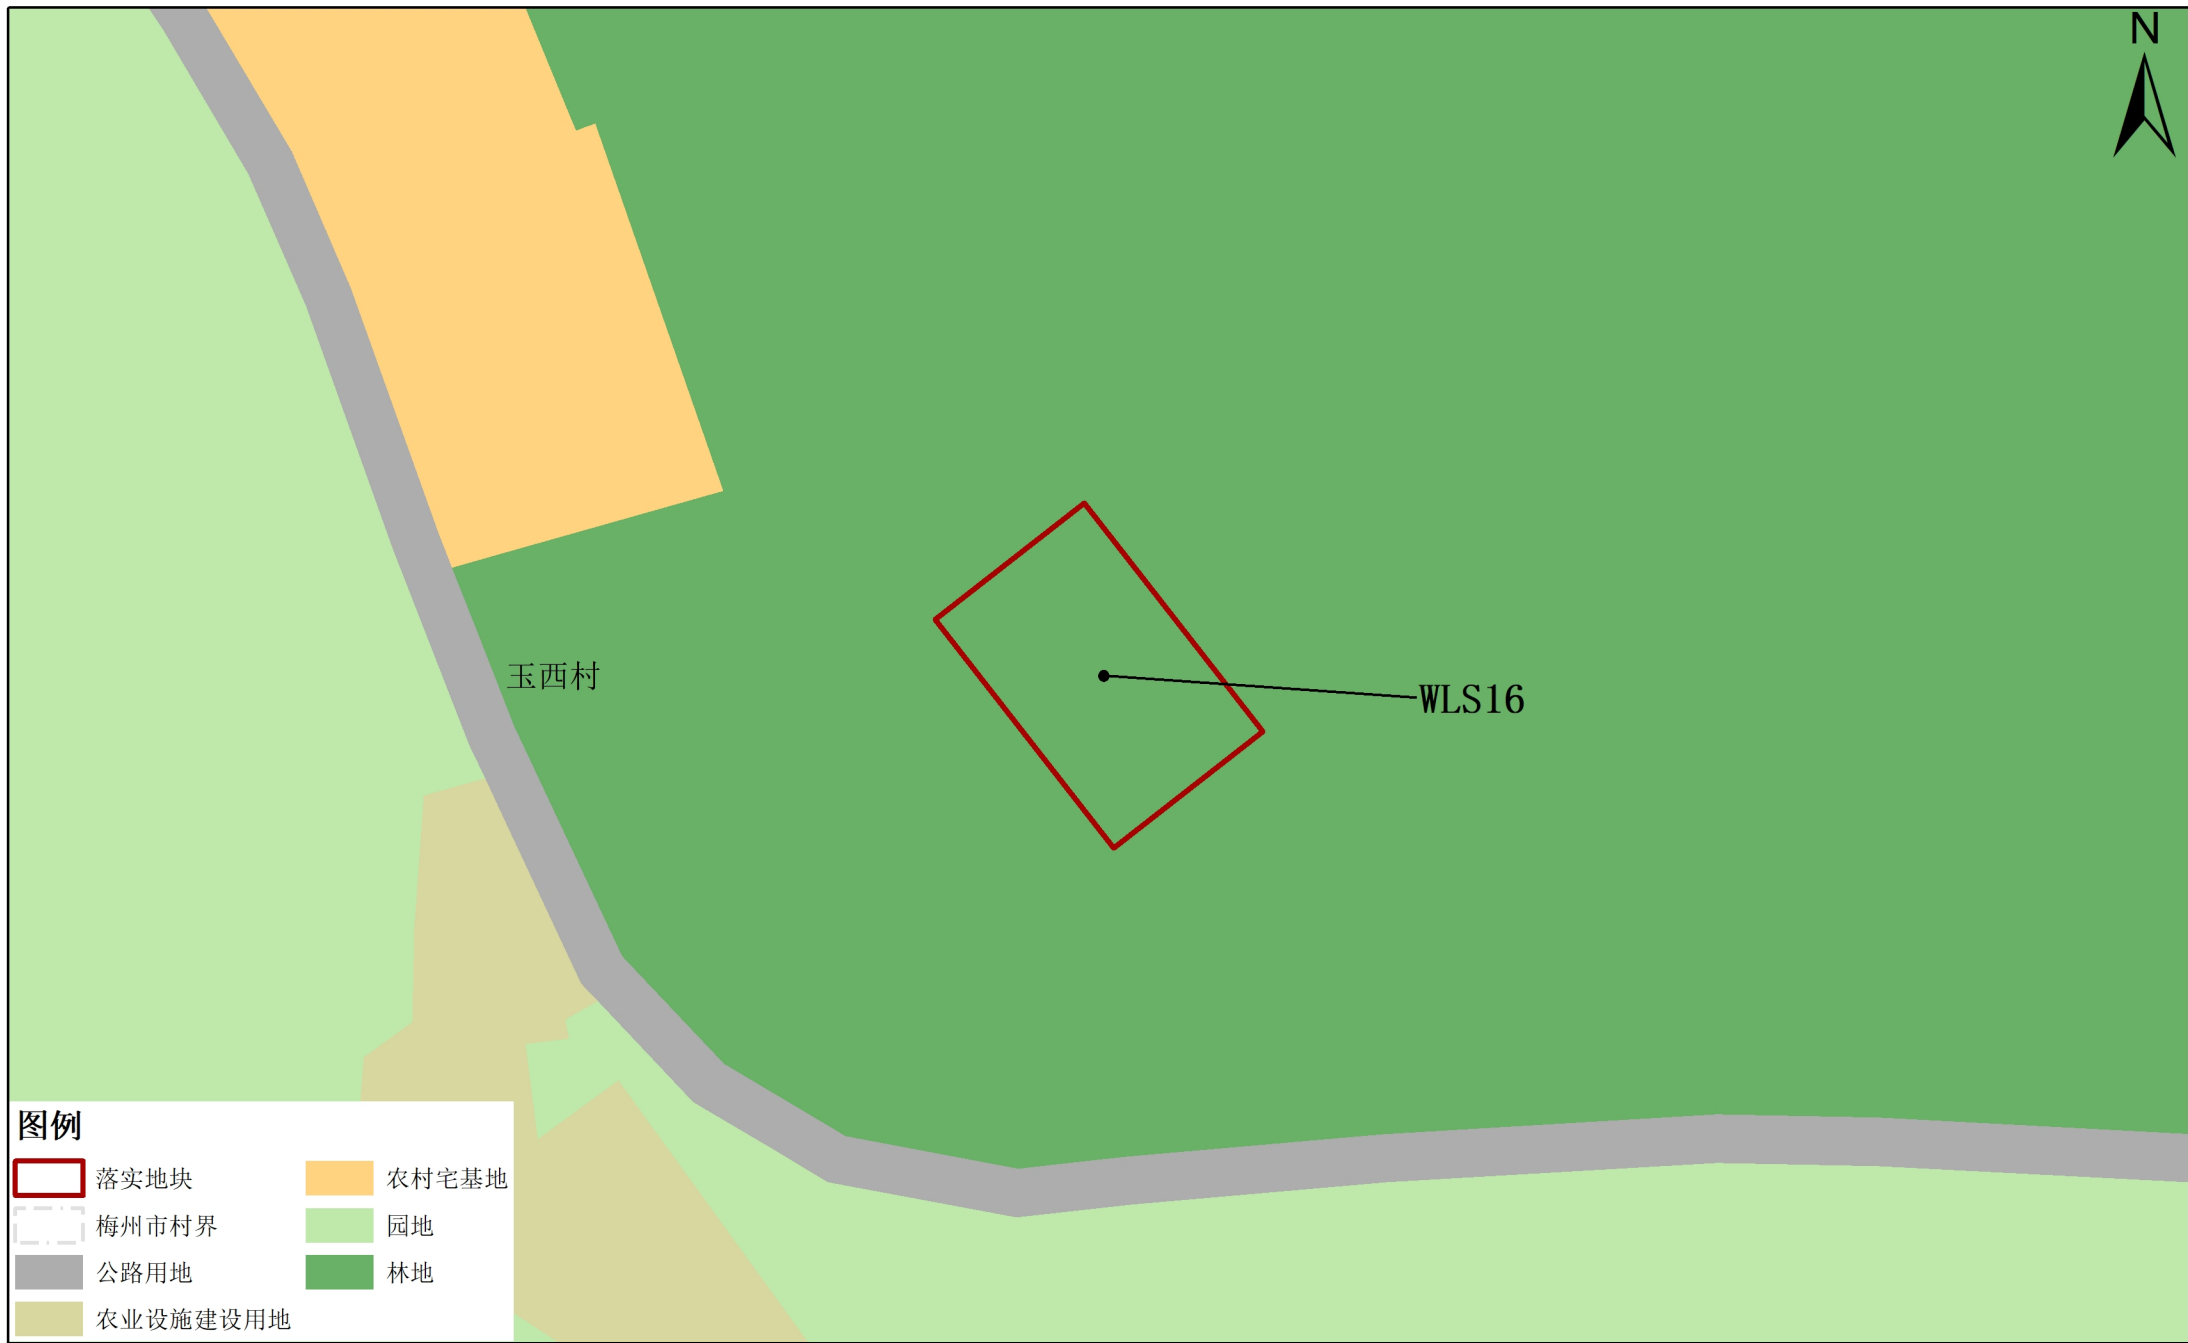 N
玉西村
WLS16
图例
落实地块
农村宅基地
梅州市村界
园地
公路用地
林地
农业设施建设用地